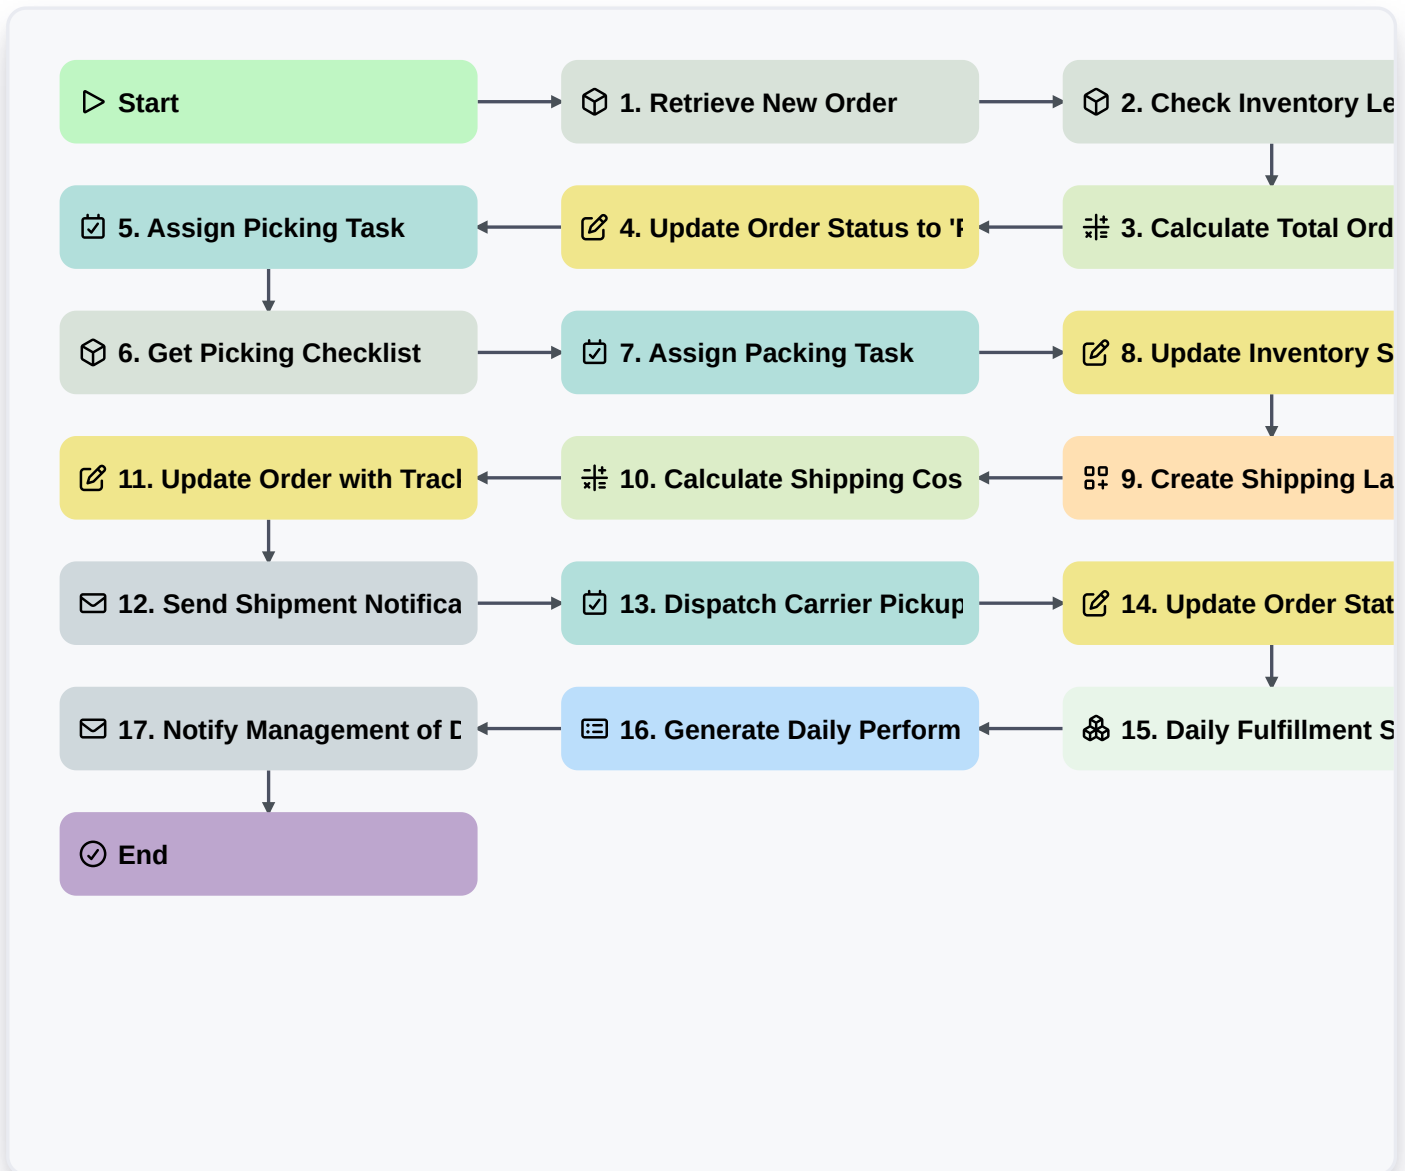 Start
1. Retrieve New Order
2. Check Inventory Le
3. Calculate Total Ord
4. Update Order Status to '
5. Assign Picking Task
6. Get Picking Checklist
7. Assign Packing Task
8. Update Inventory S
9. Create Shipping La
10. Calculate Shipping Cos
11. Update Order with
12. Send Shipment Notifica
13. Dispatch Carrier Pickup
14. Update Order Stat
15. Daily Fulfillment S
16. Generate Daily Perform
17. Notify Management of
End